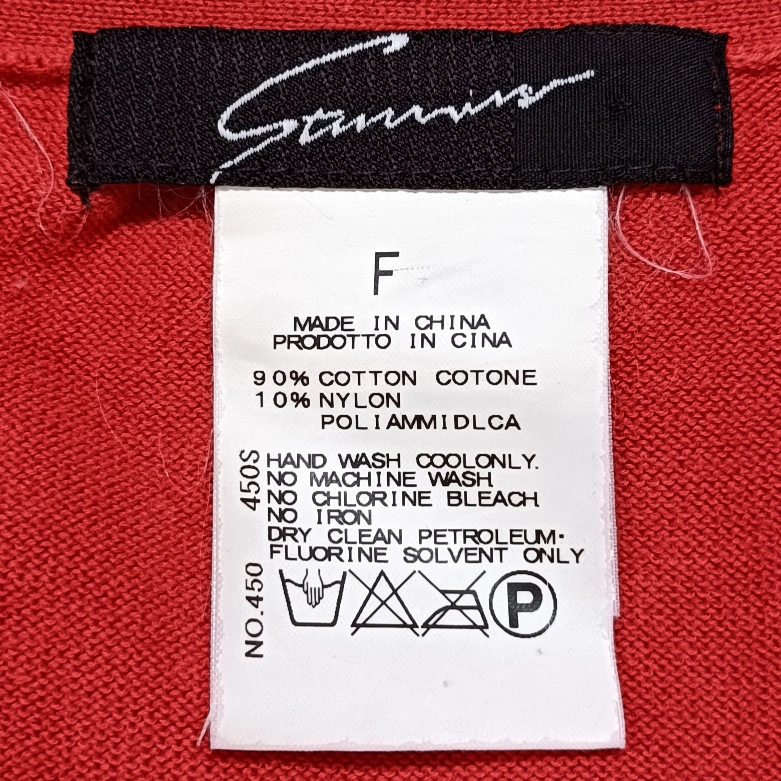 F
MADE IN CHINA
PRODOTTO IN CINA
90% COTTON COTONE
10% NYLON
POLIAMMIDLCA
HAND WASH COOLONLY.
NO MACHINE WASH
NO CHLORINE BLEACH
NO IRON
DRY CLEAN PETROLEUM·
FLUORINE SOLVENT ONLY
P
NO.450 450S